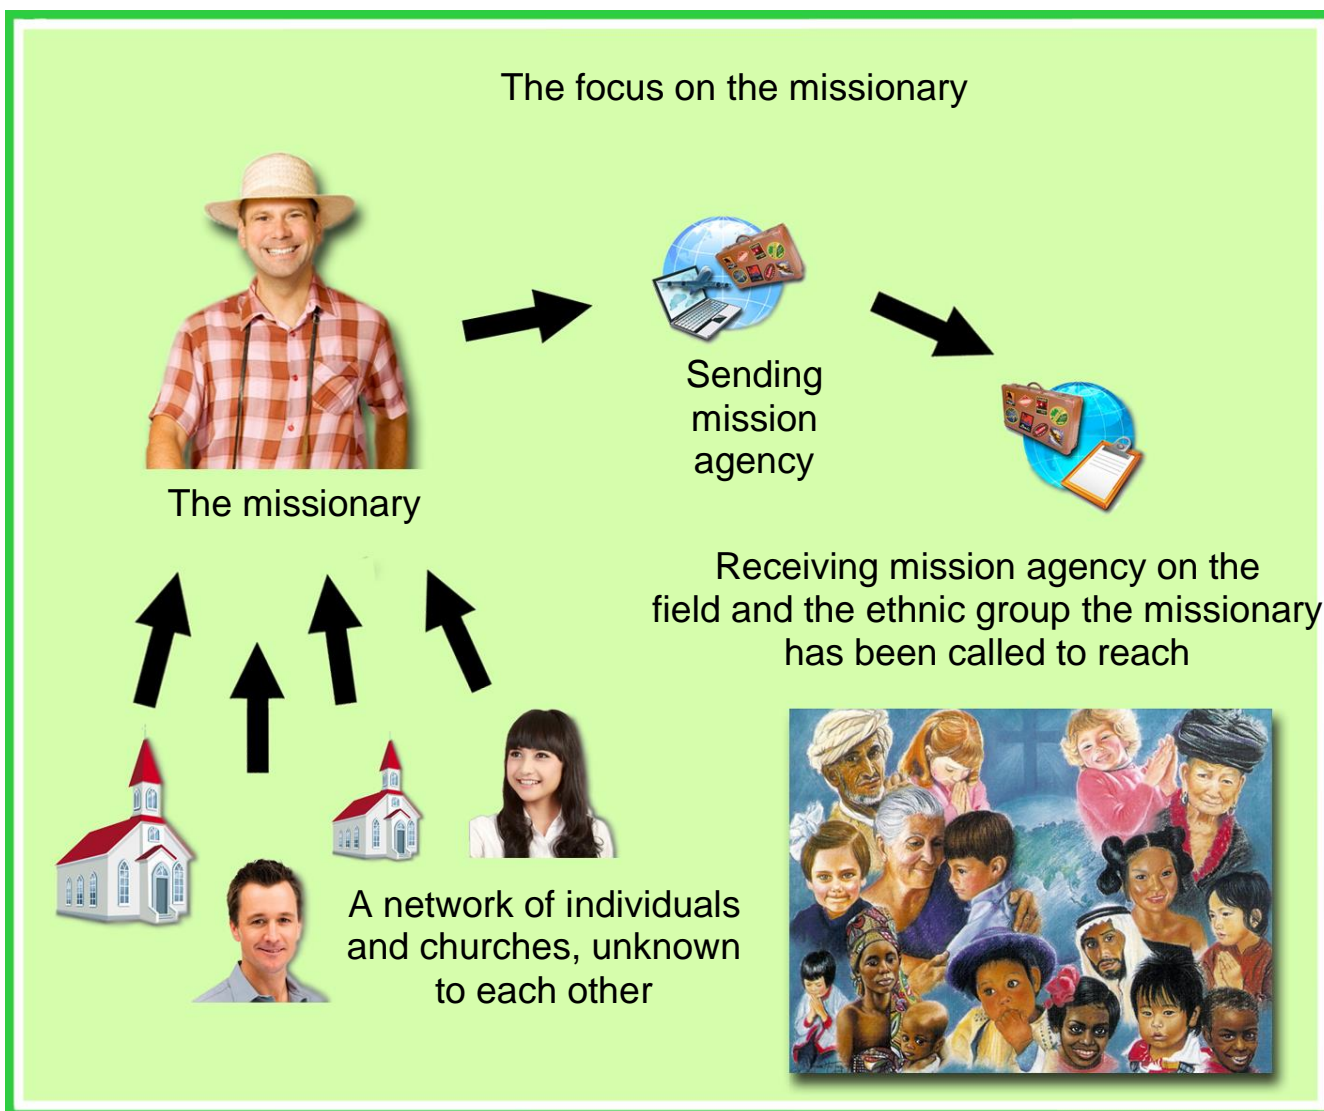 The focus on the missionary
The missionary
Sending
mission
agency
Receiving mission agency on the
field and the ethnic group the missionary
has been called to reach
A network of individuals
and churches, unknown
to each other